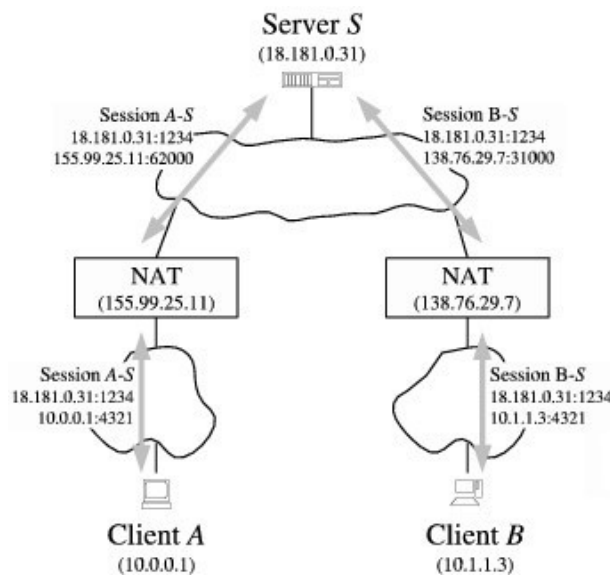 Server S
(18.181.0.31)
Session A-S
18.181.0.31:1234
155.99.25.11:62000
Session B-S
18.181.0.31:1234
138.76.29.7:31000
NAT
(155.99.25.11)
NAT
(138.76.29.7)
Session A-S
18.181.0.31:1234
10.0.0.1:4321
Session B-S
18.181.0.31:1234
10.1.1.3:4321
Client A
(10.0.0.1)
Client B
(10.1.1.3)